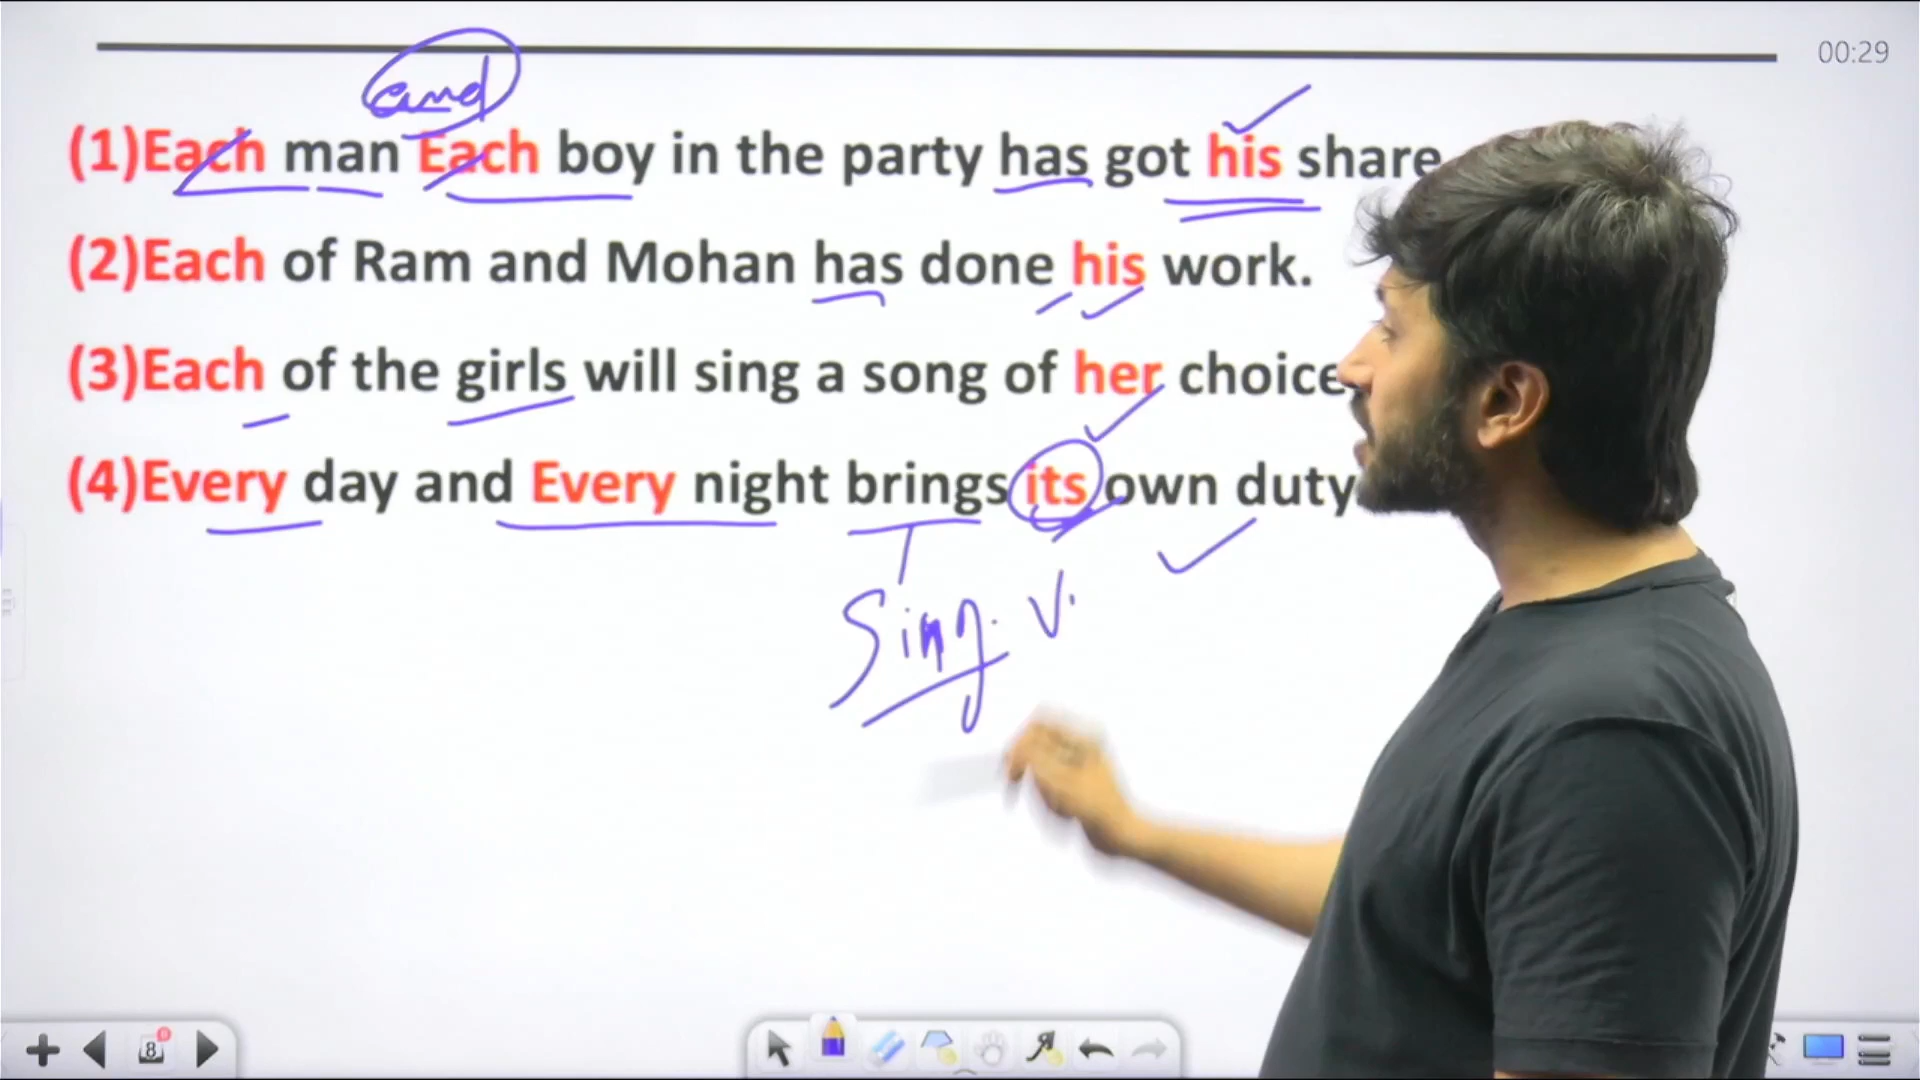 00:29
and
(1)Each man Each boy in the party has got his share
(2)Each of Ram and Mohan has done his work.
(3)Each of the girls will sing a song of her choice
(4)Every day and Every night brings its own duty
Sing. V.
8